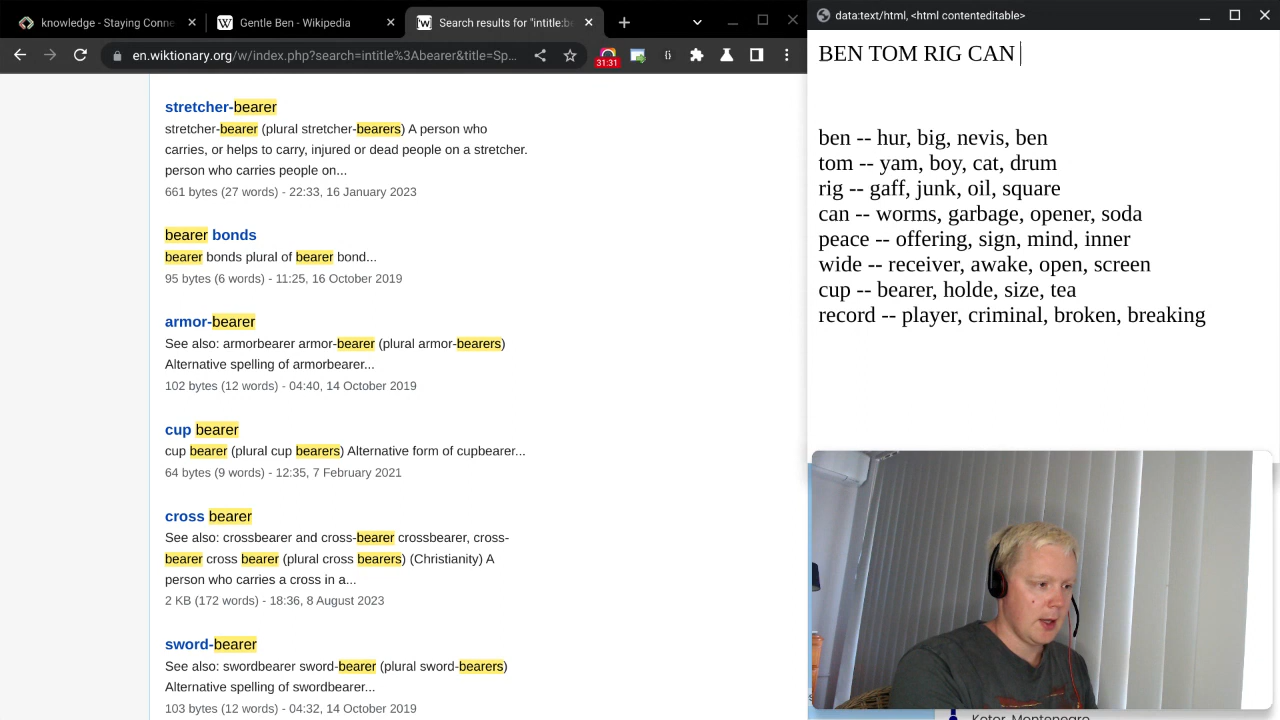 knowledge - Staying Conne
Gentle Ben - Wikipedia
Search results for "intitle:be
en.wiktionary.org/w/index.php?search=intitle%3Abearer&title=Sp...
31:31
stretcher-bearer
stretcher-bearer (plural stretcher-bearers) A person who
carries, or helps to carry, injured or dead people on a stretcher.
person who carries people on...
661 bytes (27 words) - 22:33, 16 January 2023
bearer bonds
bearer bonds plural of bearer bond...
95 bytes (6 words) - 11:25, 16 October 2019
armor-bearer
See also: armorbearer armor-bearer (plural armor-bearers)
Alternative spelling of armorbearer...
102 bytes (12 words) - 04:40, 14 October 2019
cup bearer
cup bearer (plural cup bearers) Alternative form of cupbearer...
64 bytes (9 words) - 12:35, 7 February 2021
cross bearer
See also: crossbearer and cross-bearer crossbearer, cross-
bearer cross bearer (plural cross bearers) (Christianity) A
person who carries a cross in a...
2 KB (172 words) - 18:36, 8 August 2023
sword-bearer
See also: swordbearer sword-bearer (plural sword-bearers)
Alternative spelling of swordbearer...
103 bytes (12 words) - 04:32, 14 October 2019
data:text/html, <html contenteditable>
BEN TOM RIG CAN
ben -- hur, big, nevis, ben
tom -- yam, boy, cat, drum
rig -- gaff, junk, oil, square
can -- worms, garbage, opener, soda
peace -- offering, sign, mind, inner
wide -- receiver, awake, open, screen
cup -- bearer, holde, size, tea
record -- player, criminal, broken, breaking
Kotor, Montenegro